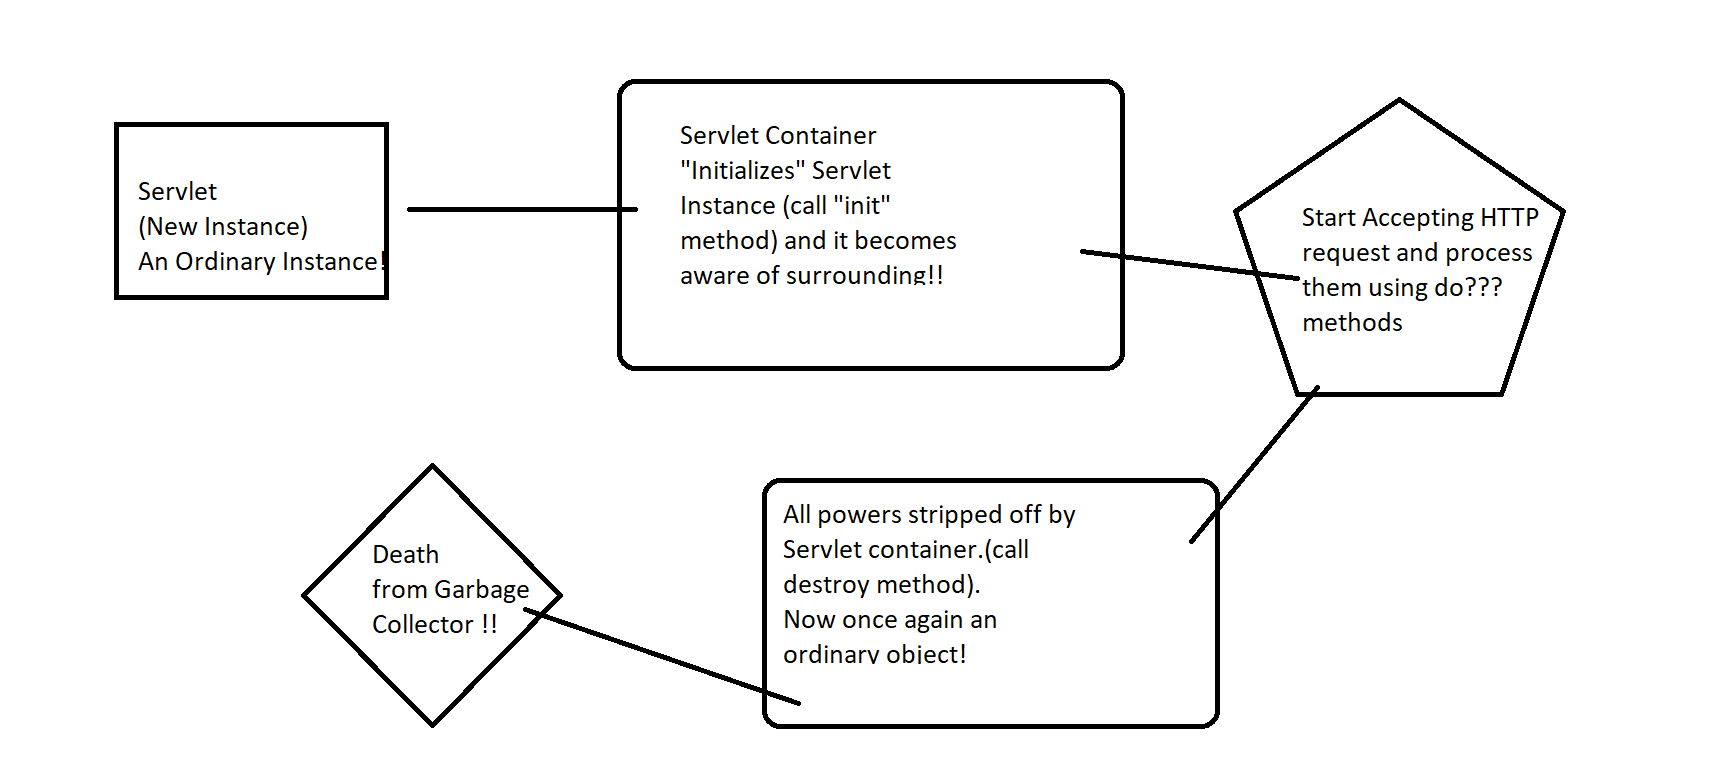 Servlet
(New Instance)
An Ordinary Instance!
Servlet Container
"Initializes" Servlet
Instance (call "init"
method) and it becomes
aware of surrounding!!
Start Accepting HTTP
request and process
them using do???
methods
All powers stripped off by
Servlet container.(call
destroy method).
Now once again an
ordinary object!
Death
from Garbage
Collector !!